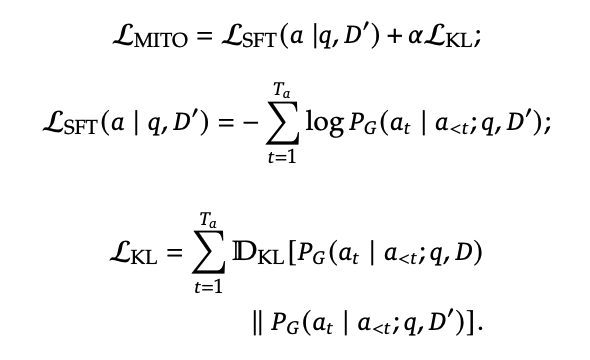 ℒ_MITO = ℒ_SFT(a | q, D′) + αℒ_KL;
ℒ_SFT(a | q, D′) = − ∑_{t=1}^{T_a} log P_G(a_t | a_{<t}; q, D′);
ℒ_KL = ∑_{t=1}^{T_a} 𝔻_KL[P_G(a_t | a_{<t}; q, D)
∥ P_G(a_t | a_{<t}; q, D′)].